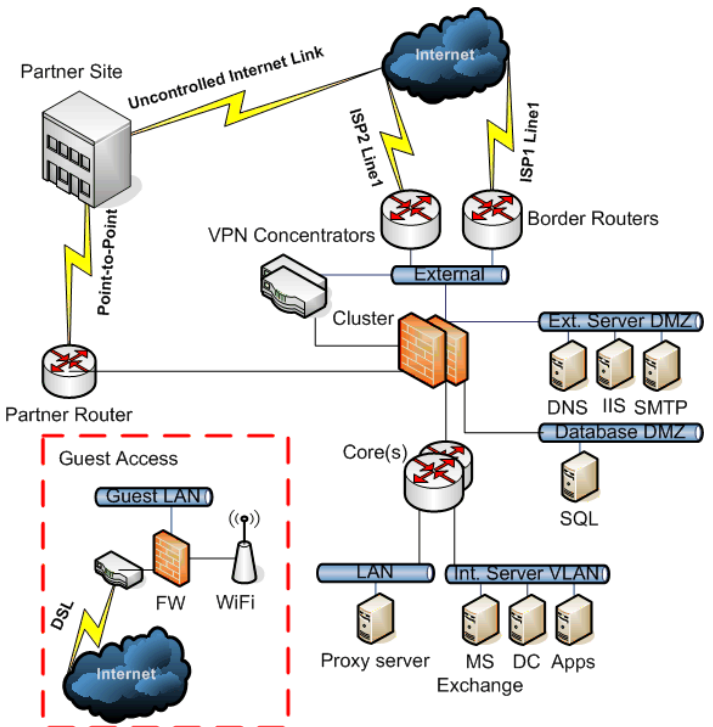 Internet
Partner Site
Uncontrolled Internet Link
ISP2 Line1
ISP1 Line1
VPN Concentrators
Border Routers
External
Point-to-Point
Cluster
Ext. Server DMZ
DNS
IIS
SMTP
Partner Router
Database DMZ
Core(s)
SQL
Guest Access
Guest LAN
FW
WiFi
DSL
Internet
LAN
Int. Server VLAN
Proxy server
MS
Exchange
DC
Apps